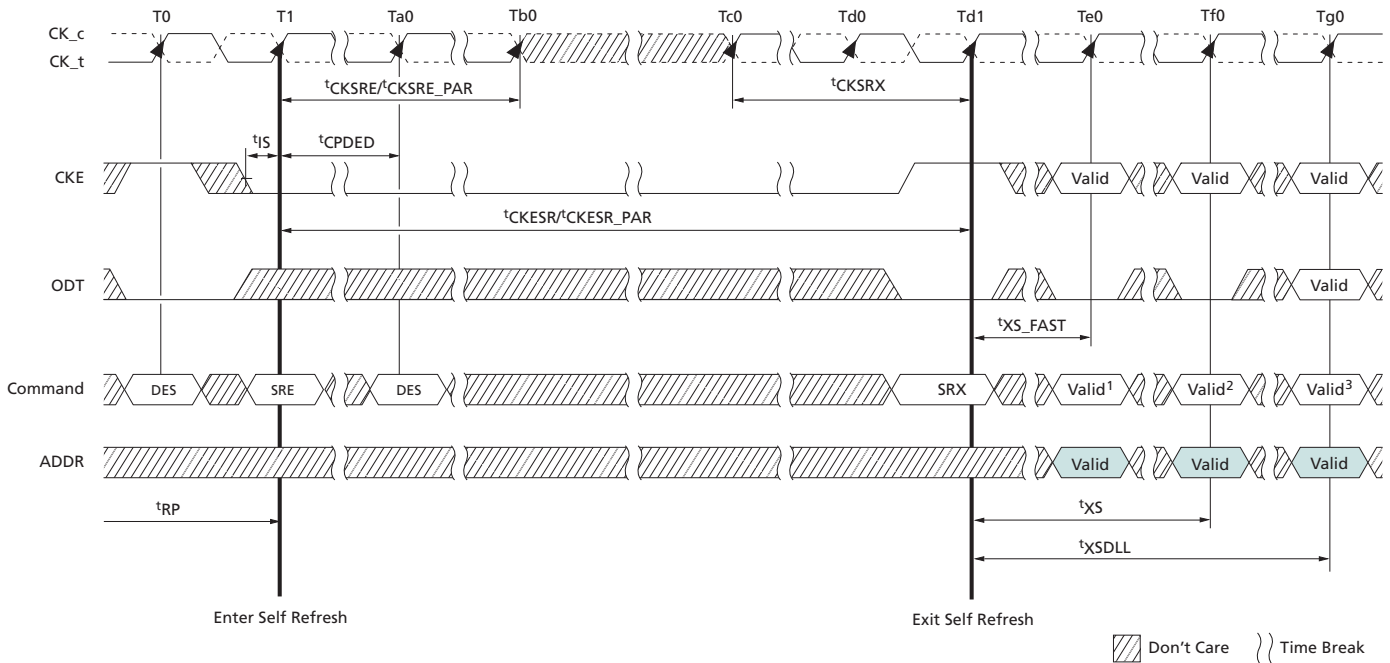 T0 T1 Ta0 Tb0 Tc0 Td0 Td1 Te0 Tf0 Tg0
CK_c
CK_t
tCKSRE/tCKSRE_PAR tCKSRX
tIS tCPDED
CKE Valid Valid Valid
tCKESR/tCKESR_PAR
ODT Valid
tXS_FAST
Command DES SRE DES SRX Valid1 Valid2 Valid3
ADDR Valid Valid Valid
tRP tXS
tXSDLL
Enter Self Refresh Exit Self Refresh
Don't Care Time Break